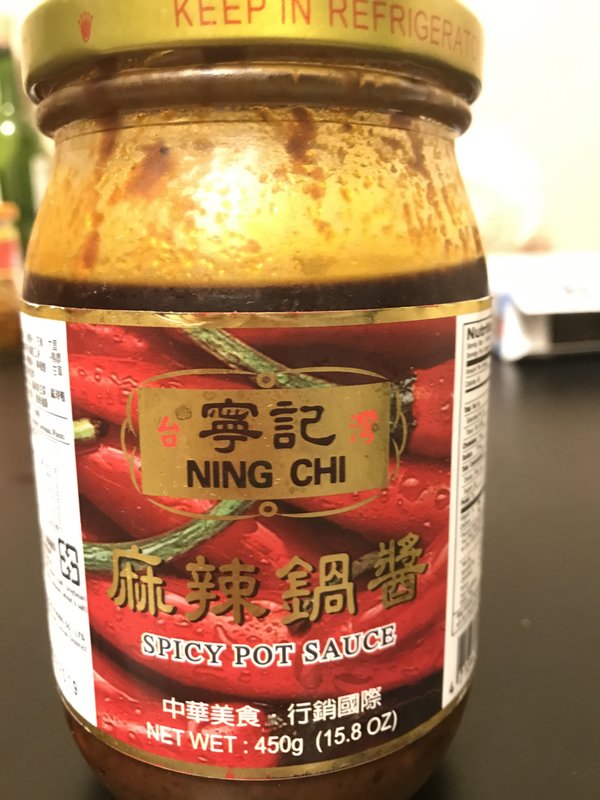 KEEP IN REFRIGERATO
台 寧記 灣
NING CHI
麻辣鍋醬
SPICY POT SAUCE
中華美食 行銷國際
NET WET : 450g (15.8 OZ)
Nutri